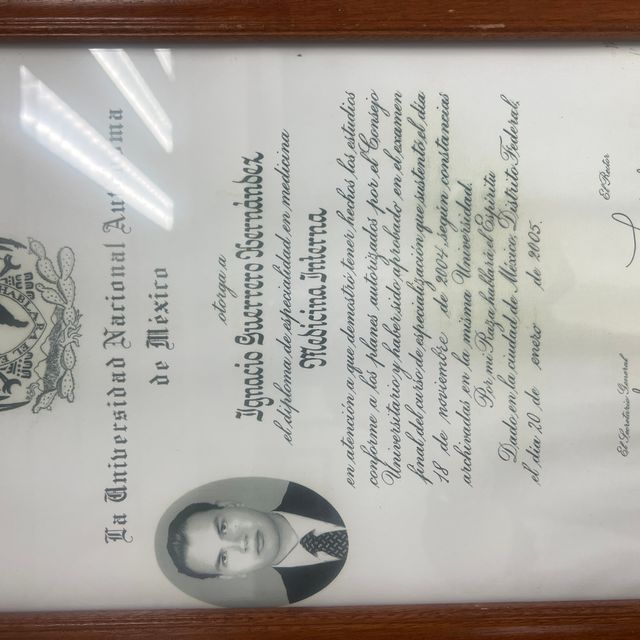 La Universidad Nacional Autónoma
de México
otorga a
Ignacio Guerrero Hernández
el diploma de especialidad en medicina
Medicina Interna
en atención a que demostró tener hechos los estudios
conforme a los planes autorizados por el Consejo
Universitario y haber sido aprobado en el examen
final del curso de especialización que sustentó el día
18 de noviembre de 2004, según constancias
archivadas en la misma Universidad.
Por mi Raza hablará el Espíritu
Dado en la ciudad de México, Distrito Federal,
el día 20 de enero de 2005.
El Secretario General
El Rector